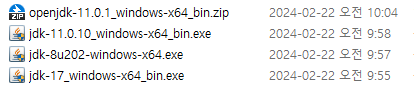 ZIP openjdk-11.0.1_windows-x64_bin.zip 2024-02-22 오전 10:04
jdk-11.0.10_windows-x64_bin.exe 2024-02-22 오전 9:58
jdk-8u202-windows-x64.exe 2024-02-22 오전 9:57
jdk-17_windows-x64_bin.exe 2024-02-22 오전 9:55